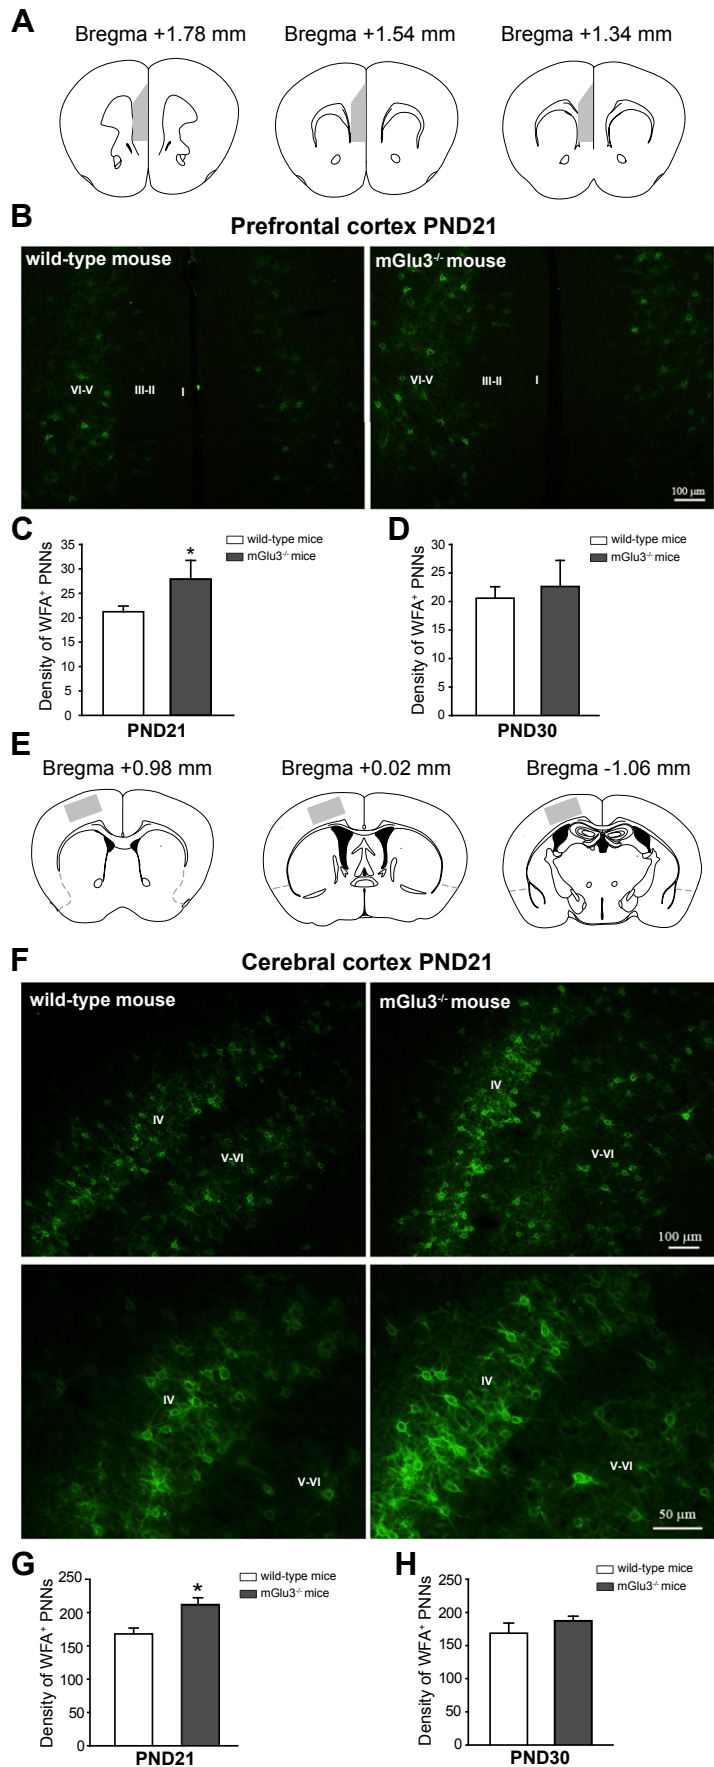 A
Bregma +1.78 mm
Bregma +1.54 mm
Bregma +1.34 mm
B
Prefrontal cortex PND21
wild-type mouse
mGlu3-/- mouse
VI-V
III-II
I
VI-V
III-II
I
100 µm
C
Density of WFA+ PNNs
35
30
25
20
15
10
5
0
*
wild-type mice
mGlu3-/- mice
PND21
D
Density of WFA+ PNNs
30
25
20
15
10
5
0
wild-type mice
mGlu3-/- mice
PND30
E
Bregma +0.98 mm
Bregma +0.02 mm
Bregma -1.06 mm
F
Cerebral cortex PND21
wild-type mouse
mGlu3-/- mouse
IV
V-VI
IV
V-VI
100 µm
IV
V-VI
IV
V-VI
50 µm
G
Density of WFA+ PNNs
250
200
150
100
50
0
*
wild-type mice
mGlu3-/- mice
PND21
H
Density of WFA+ PNNs
250
200
150
100
50
0
wild-type mice
mGlu3-/- mice
PND30